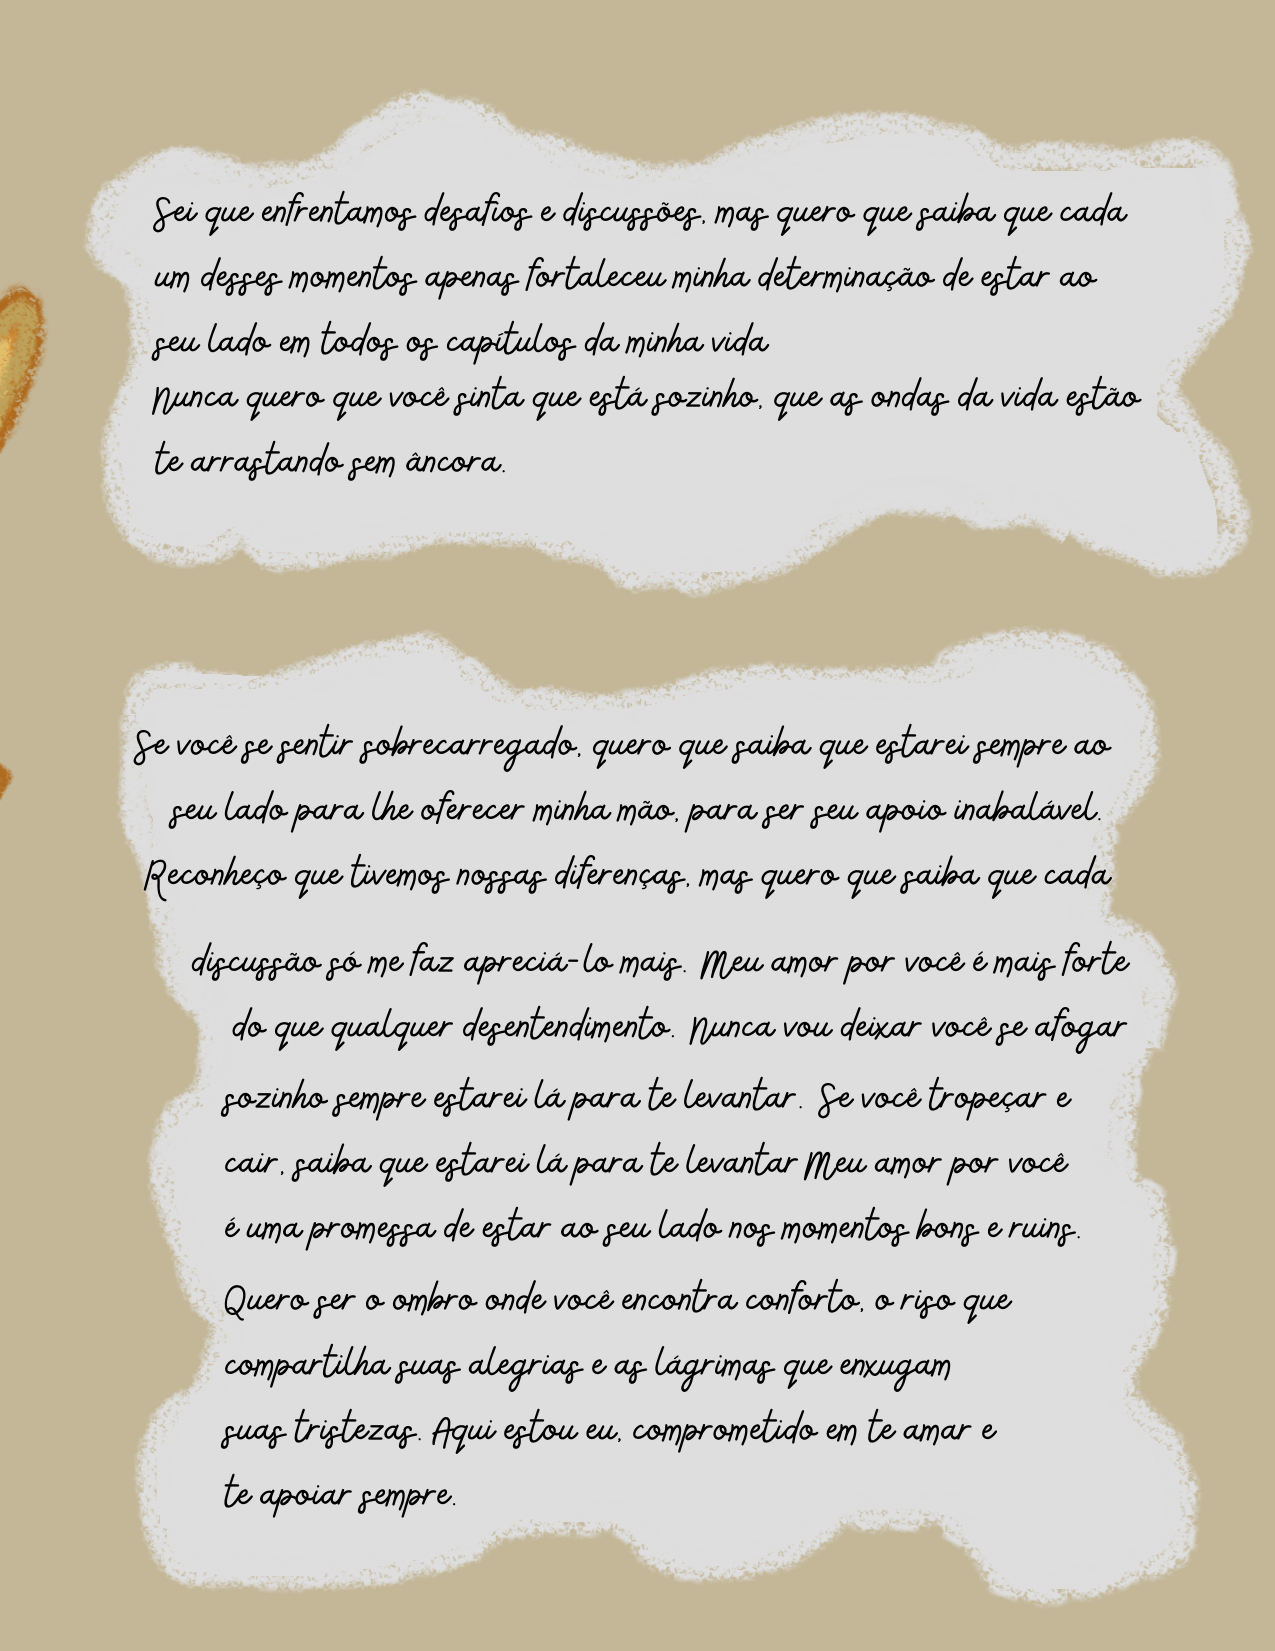 Sei que enfrentamos desafios e discussões, mas quero que saiba que cada
um desses momentos apenas fortaleceu minha determinação de estar ao
seu lado em todos os capítulos da minha vida
Nunca quero que você sinta que está sozinho, que as ondas da vida estão
te arrastando sem âncora.
Se você se sentir sobrecarregado, quero que saiba que estarei sempre ao
seu lado para lhe oferecer minha mão, para ser seu apoio inabalável.
Reconheço que tivemos nossas diferenças, mas quero que saiba que cada
discussão só me faz apreciá-lo mais. Meu amor por você é mais forte
do que qualquer desentendimento. Nunca vou deixar você se afogar
sozinho sempre estarei lá para te levantar. Se você tropeçar e
cair, saiba que estarei lá para te levantar Meu amor por você
é uma promessa de estar ao seu lado nos momentos bons e ruins.
Quero ser o ombro onde você encontra conforto, o riso que
compartilha suas alegrias e as lágrimas que enxugam
suas tristezas. Aqui estou eu, comprometido em te amar e
te apoiar sempre.